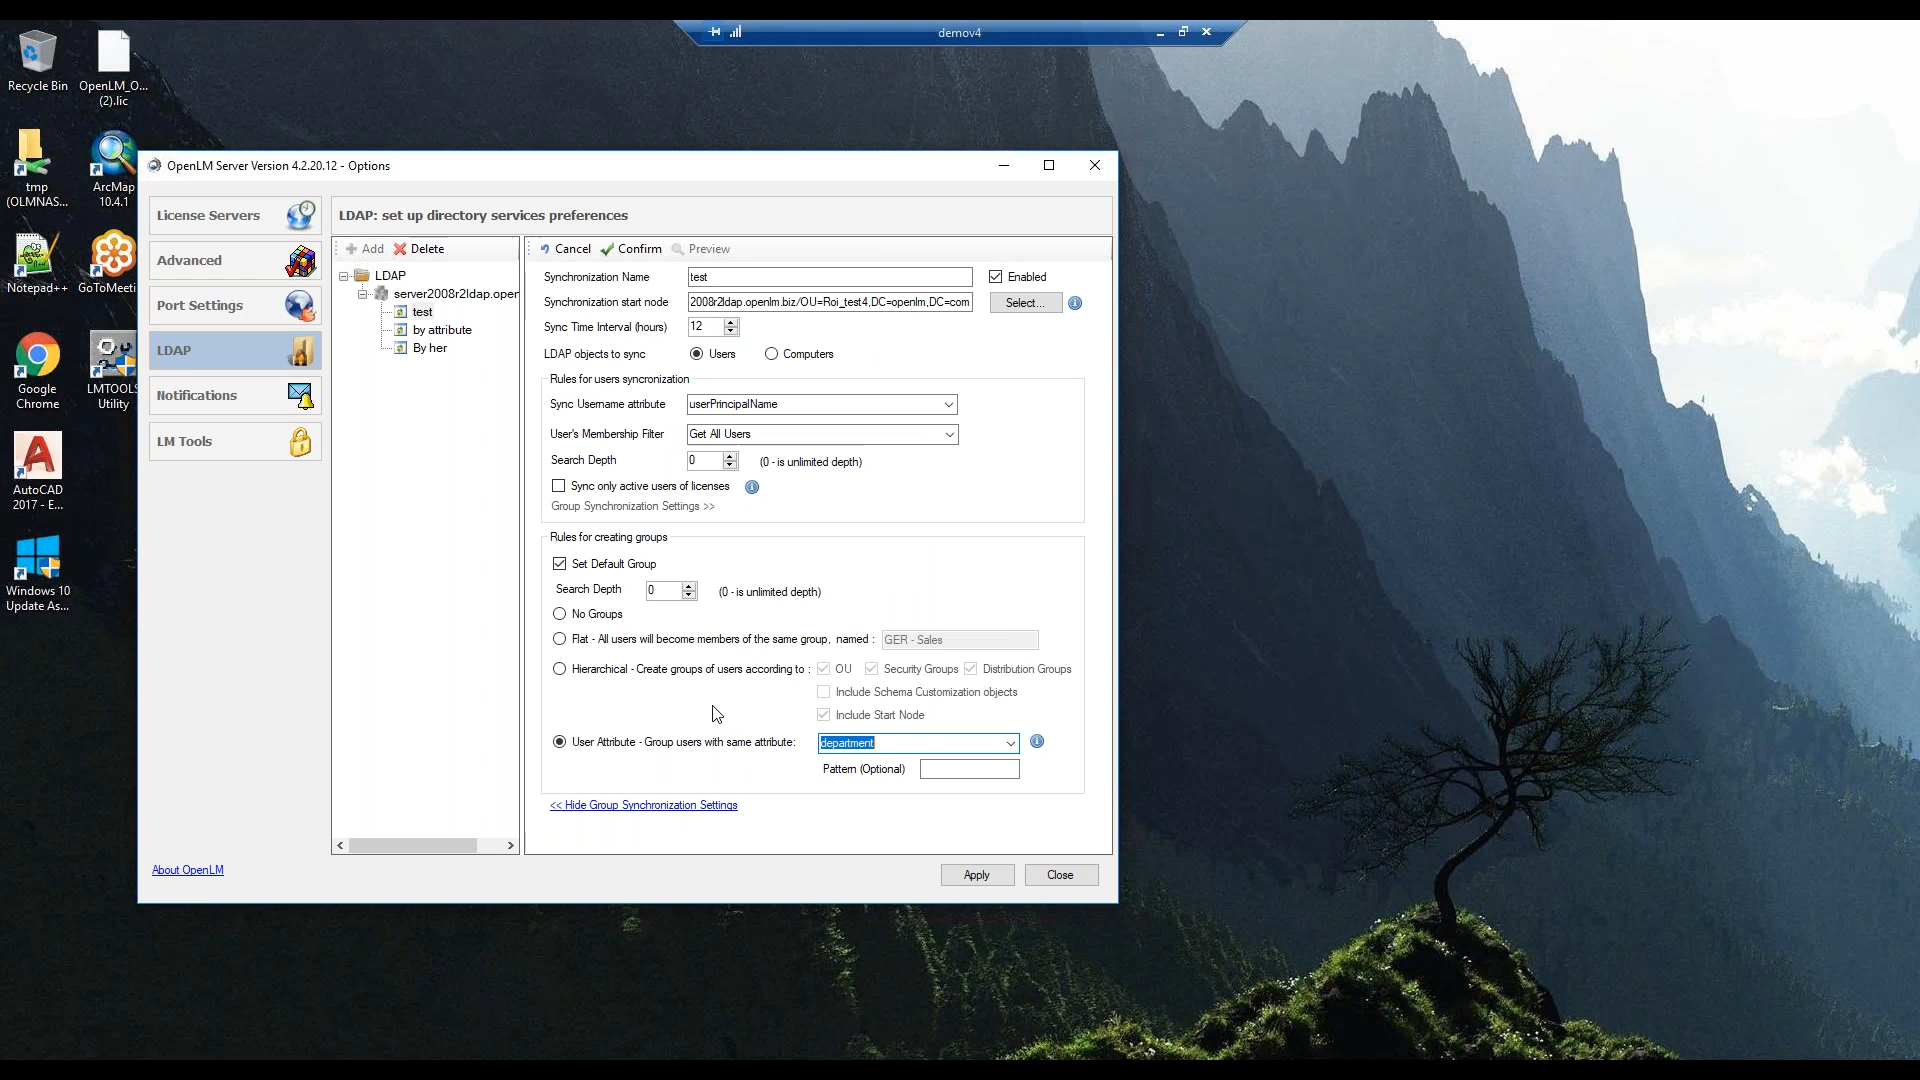 demov4
Recycle Bin
OpenLM_O...
(2).lic
tmp
(OLMNAS...
ArcMap
10.4.1
Notepad++
GoToMeeti
Google
Chrome
LMTOOLS
Utility
AutoCAD
2017 - E...
Windows 10
Update As...
OpenLM Server Version 4.2.20.12 - Options
License Servers
Advanced
Port Settings
LDAP
Notifications
LM Tools
About OpenLM
LDAP: set up directory services preferences
Add Delete
LDAP
server2008r2ldap.oper
test
by attribute
By her
Cancel Confirm Preview
Synchronization Name test Enabled
Synchronization start node 2008r2ldap.openlm.biz/OU=Roi_test4,DC=openlm,DC=com Select...
Sync Time Interval (hours) 12
LDAP objects to sync Users Computers
Rules for users syncronization
Sync Username attribute userPrincipalName
User's Membership Filter Get All Users
Search Depth 0 (0 - is unlimited depth)
Sync only active users of licenses
Group Synchronization Settings >>
Rules for creating groups
Set Default Group
Search Depth 0 (0 - is unlimited depth)
No Groups
Flat - All users will become members of the same group, named : GER - Sales
Hierarchical - Create groups of users according to : OU Security Groups Distribution Groups
Include Schema Customization objects
Include Start Node
User Attribute - Group users with same attribute: department
Pattern (Optional)
<< Hide Group Synchronization Settings
Apply Close